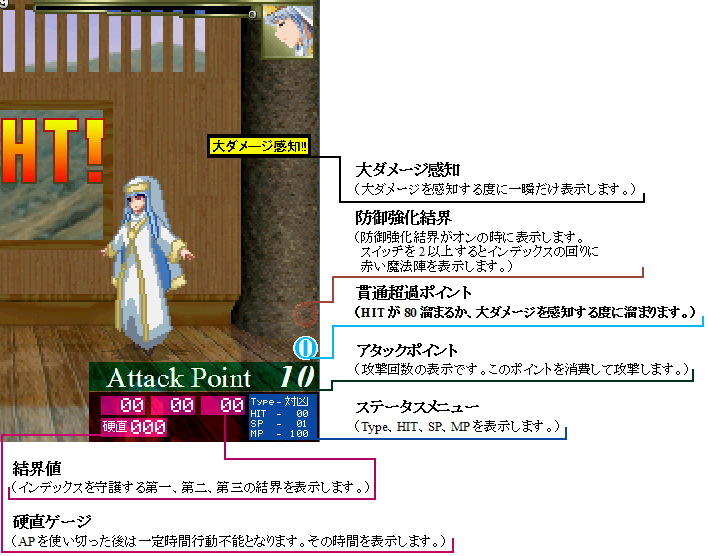 HT!
大ダメージ感知!!
大ダメージ感知
（大ダメージを感知する度に一瞬だけ表示します。）
防御強化結界
（防御強化結界がオンの時に表示します。
スイッチを2以上するとインデックスの回りに
赤い魔法陣を表示します。）
貫通超過ポイント
（HITが80溜まるか、大ダメージを感知する度に溜まります。）
0
アタックポイント
（攻撃回数の表示です。このポイントを消費して攻撃します。）
Attack Point 10
00 00 00
硬直 000
Type - 対凶
HIT - 00
SP - 01
MP - 100
ステータスメニュー
（Type、HIT、SP、MPを表示します。）
結界値
（インデックスを守護する第一、第二、第三の結界を表示します。）
硬直ゲージ
（APを使い切った後は一定時間行動不能となります。その時間を表示します。）